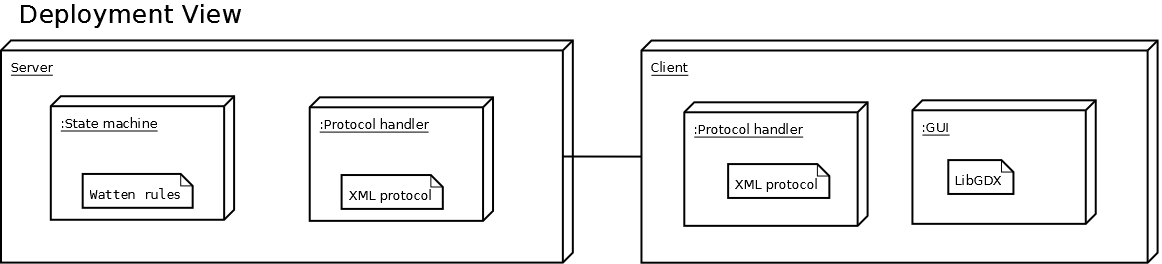 Deployment View
Server
:State machine
Watten rules
:Protocol handler
XML protocol
Client
:Protocol handler
XML protocol
:GUI
LibGDX